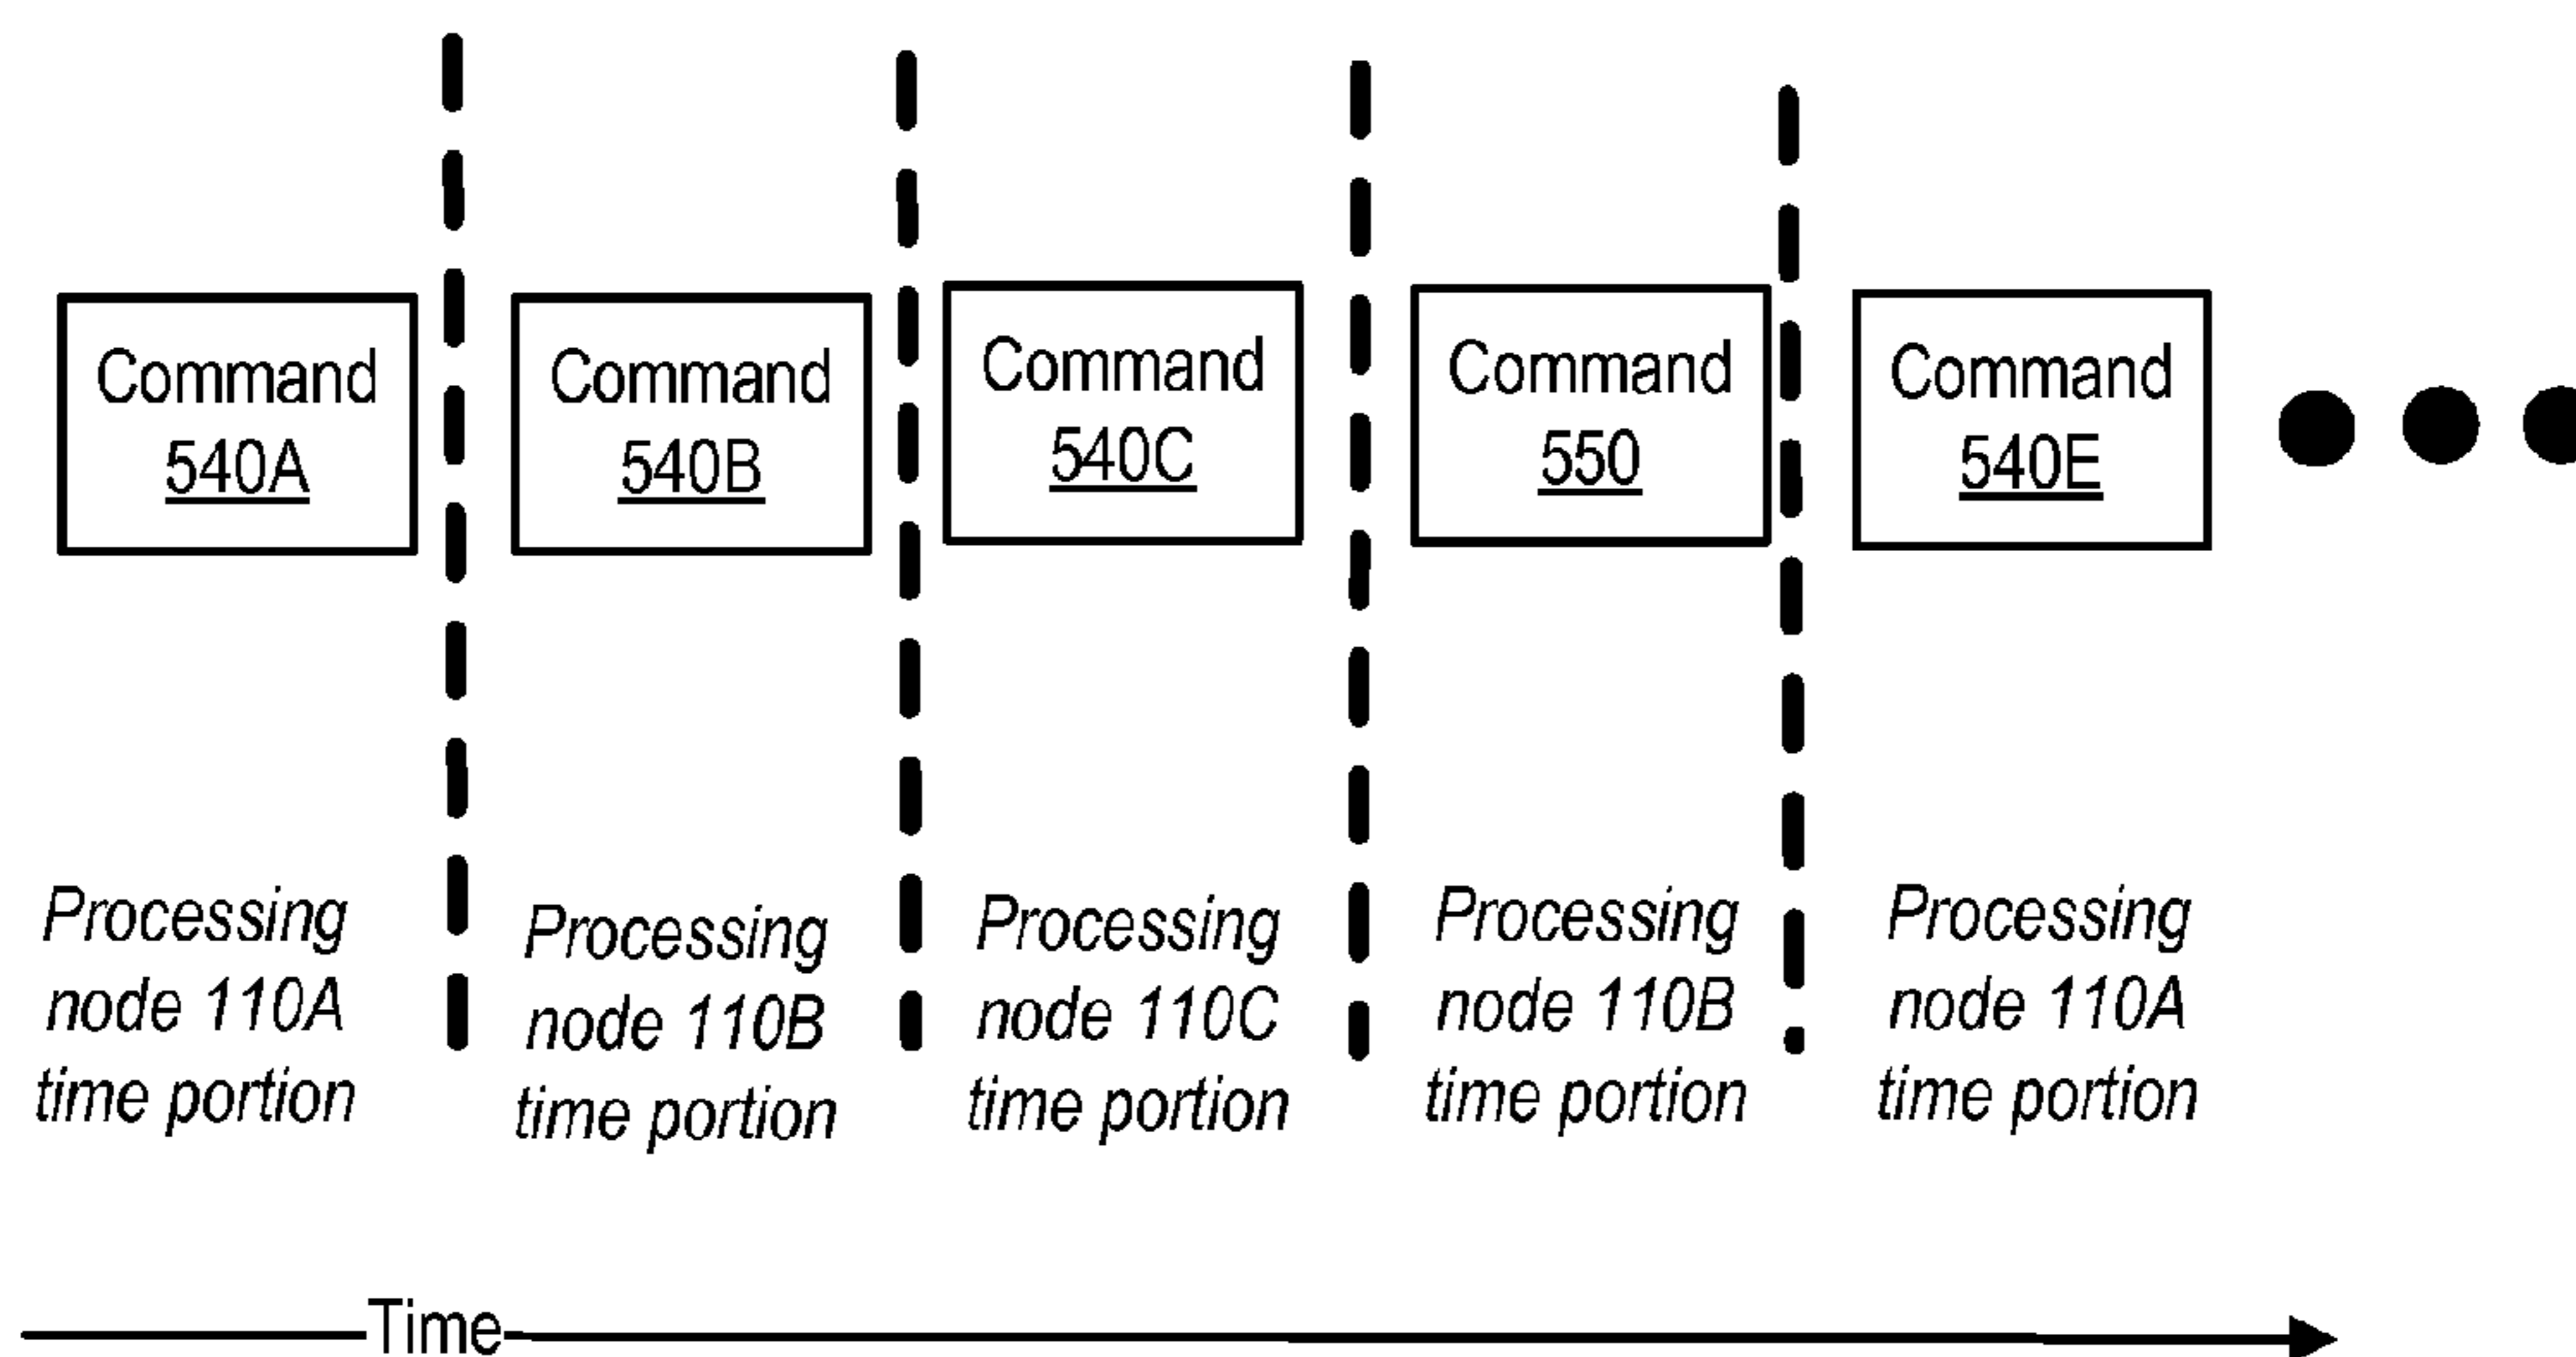 Command
540A
Command
540B
Command
540C
Command
550
Command
540E
Processing
node 110A
time portion
Processing
node 110B
time portion
Processing
node 110C
time portion
Processing
node 110B
time portion
Processing
node 110A
time portion
Time